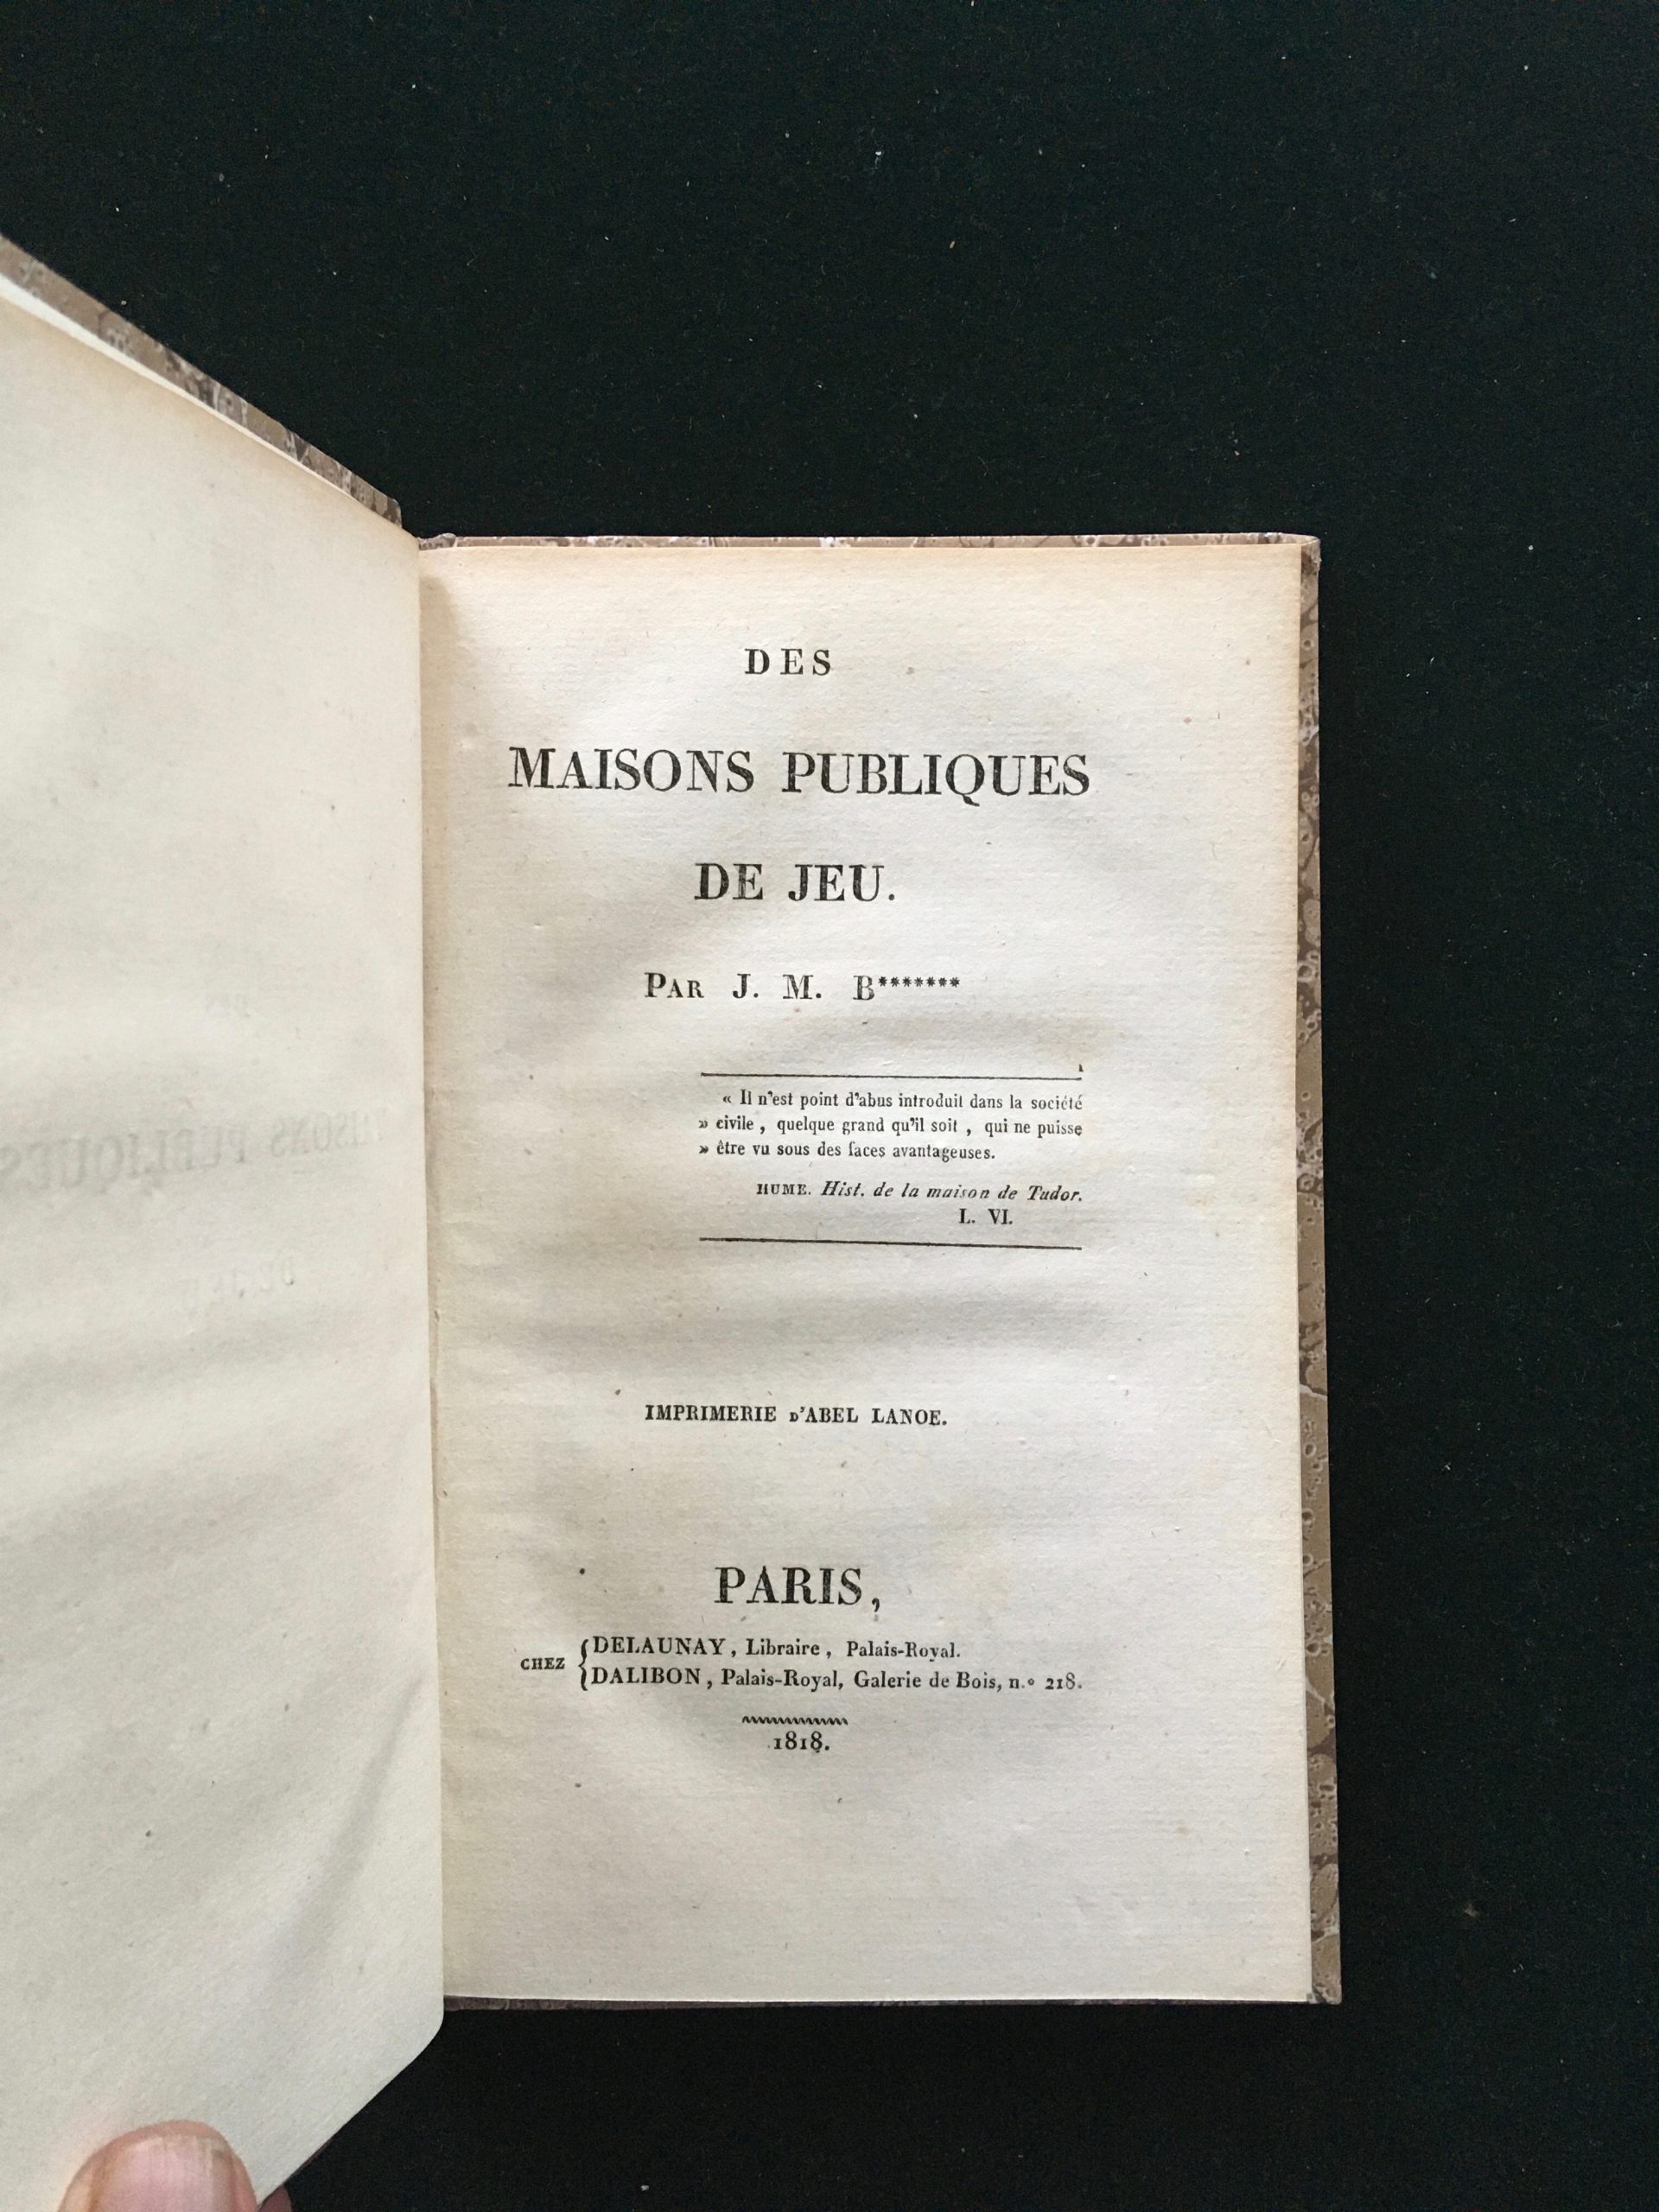 DES
MAISONS PUBLIQUES
DE JEU.
PAR J. M. B*******
« Il n'est point d'abus introduit dans la société
» civile , quelque grand qu'il soit , qui ne puisse
» être vu sous des faces avantageuses.
HUME. Hist. de la maison de Tudor.
L. VI.
IMPRIMERIE D'ABEL LANOE.
PARIS,
CHEZ { DELAUNAY, Libraire, Palais-Royal.
DALIBON, Palais-Royal, Galerie de Bois, n.º 218.
1818.